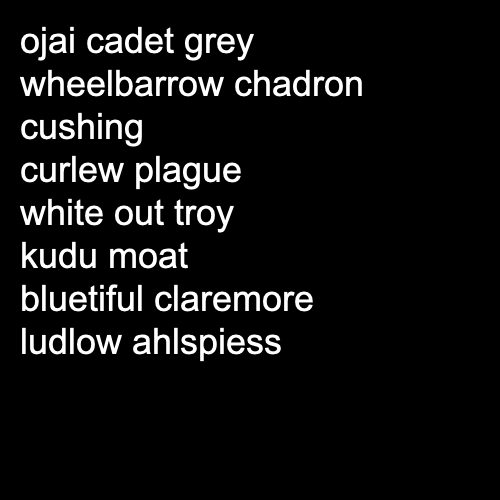 ojai cadet grey
wheelbarrow chadron
cushing
curlew plague
white out troy
kudu moat
bluetiful claremore
ludlow ahlspiess